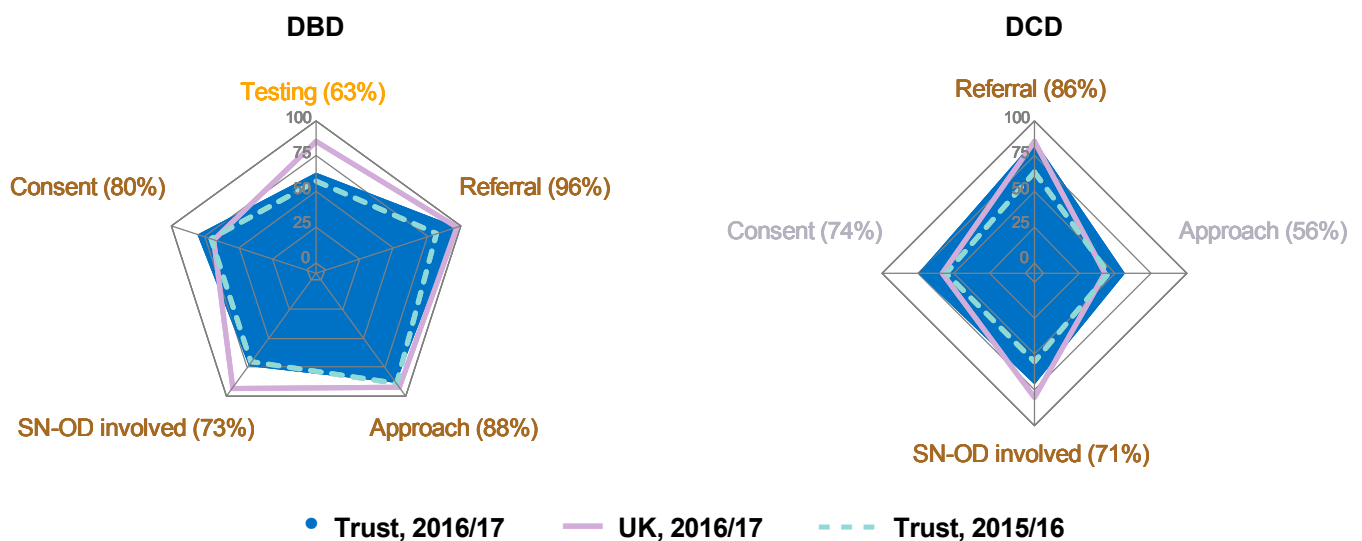 DBD
Testing (63%)
100
75
50
25
0
Consent (80%)
Referral (96%)
SN-OD involved (73%)
Approach (88%)
DCD
Referral (86%)
100
75
50
25
0
Consent (74%)
Approach (56%)
SN-OD involved (71%)
Trust, 2016/17
UK, 2016/17
Trust, 2015/16